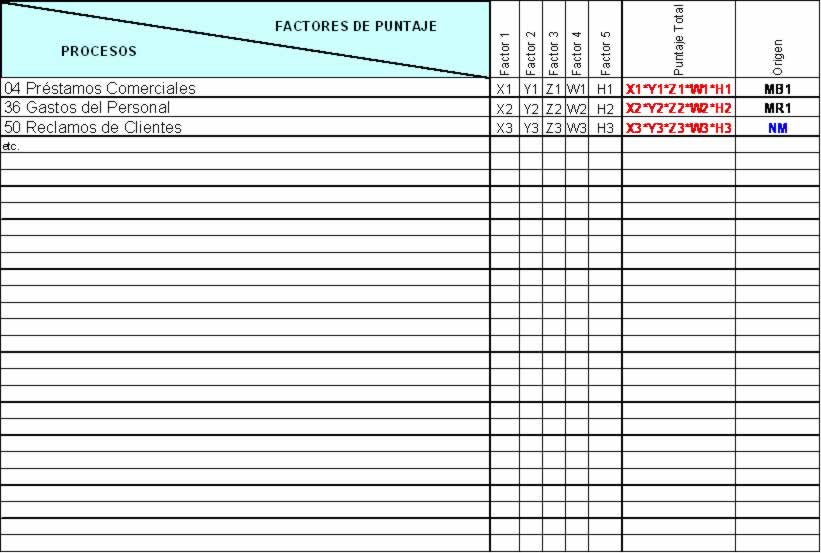 FACTORES DE PUNTAJE
PROCESOS
Factor 1
Factor 2
Factor 3
Factor 4
Factor 5
Puntaje Total
Origen
04 Préstamos Comerciales X1 Y1 Z1 W1 H1 X1*Y1*Z1*W1*H1 MB1
36 Gastos del Personal X2 Y2 Z2 W2 H2 X2*Y2*Z2*W2*H2 MR1
50 Reclamos de Clientes X3 Y3 Z3 W3 H3 X3*Y3*Z3*W3*H3 NM
etc.